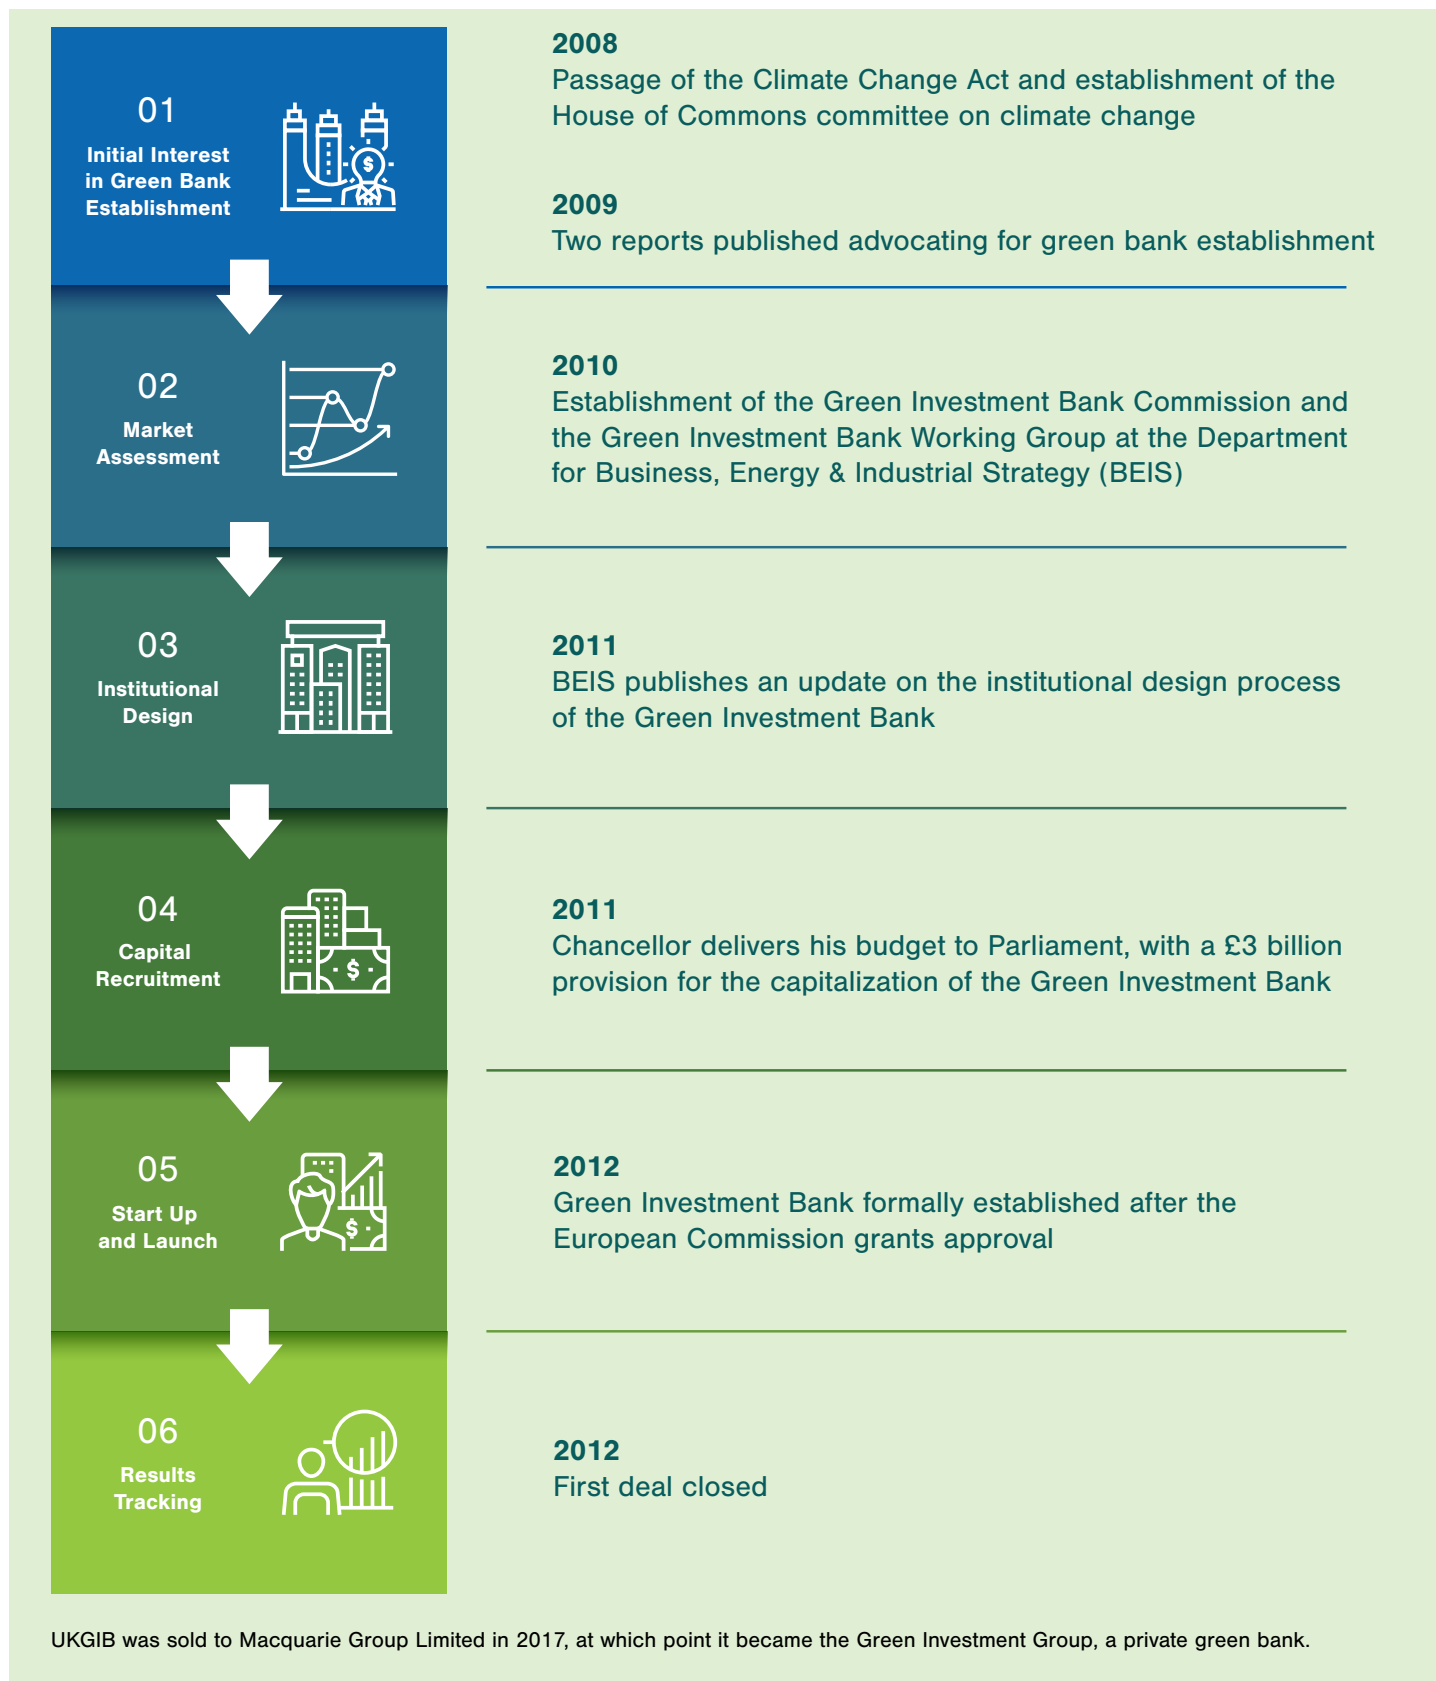 01
Initial Interest
in Green Bank
Establishment
$
2008
Passage of the Climate Change Act and establishment of the
House of Commons committee on climate change
2009
Two reports published advocating for green bank establishment
02
Market
Assessment
2010
Establishment of the Green Investment Bank Commission and
the Green Investment Bank Working Group at the Department
for Business, Energy & Industrial Strategy (BEIS)
03
Institutional
Design
2011
BEIS publishes an update on the institutional design process
of the Green Investment Bank
04
Capital
Recruitment
$
2011
Chancellor delivers his budget to Parliament, with a £3 billion
provision for the capitalization of the Green Investment Bank
05
Start Up
and Launch
$
2012
Green Investment Bank formally established after the
European Commission grants approval
06
Results
Tracking
2012
First deal closed
UKGIB was sold to Macquarie Group Limited in 2017, at which point it became the Green Investment Group, a private green bank.